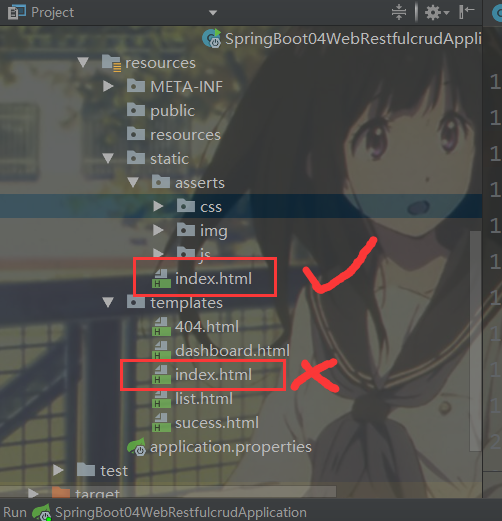 Project
SpringBoot04WebRestfulcrudAppli
resources
META-INF
public
resources
static
asserts
css
img
js
index.html
templates
404.html
dashboard.html
index.html
list.html
sucess.html
application.properties
test
target
Run SpringBoot04WebRestfulcrudApplication